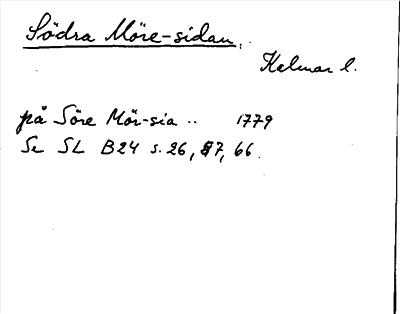 Södra Möre-sidan.
Kalmar l.
på Söre Mör-sia .. 1779
Se SL B24 s. 26, 87, 66.